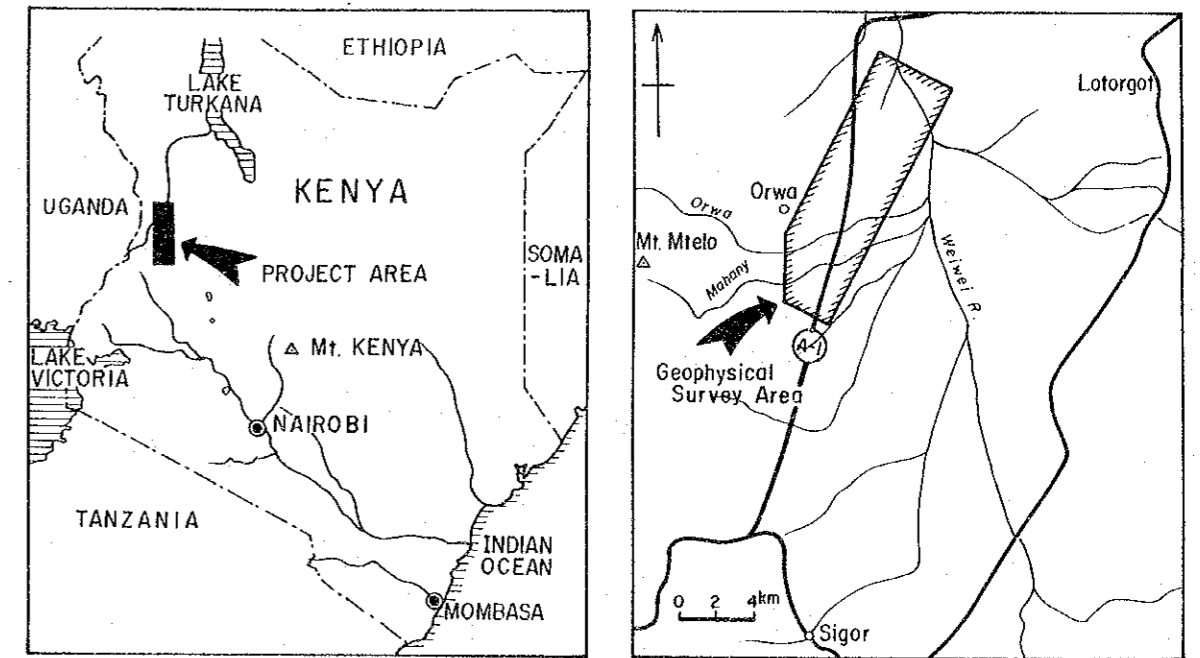 ETHIOPIA
LAKE
TURKANA
KENYA
UGANDA
SOMA
-LIA
PROJECT AREA
Mt. KENYA
LAKE
VICTORIA
NAIROBI
TANZANIA
INDIAN
OCEAN
MOMBASA
Lotorgot
Orwa
Orwa
Mt. Mtelo
Mahany
Weiwei R.
A-1
Geophysical
Survey Area
0 2 4km
Sigor